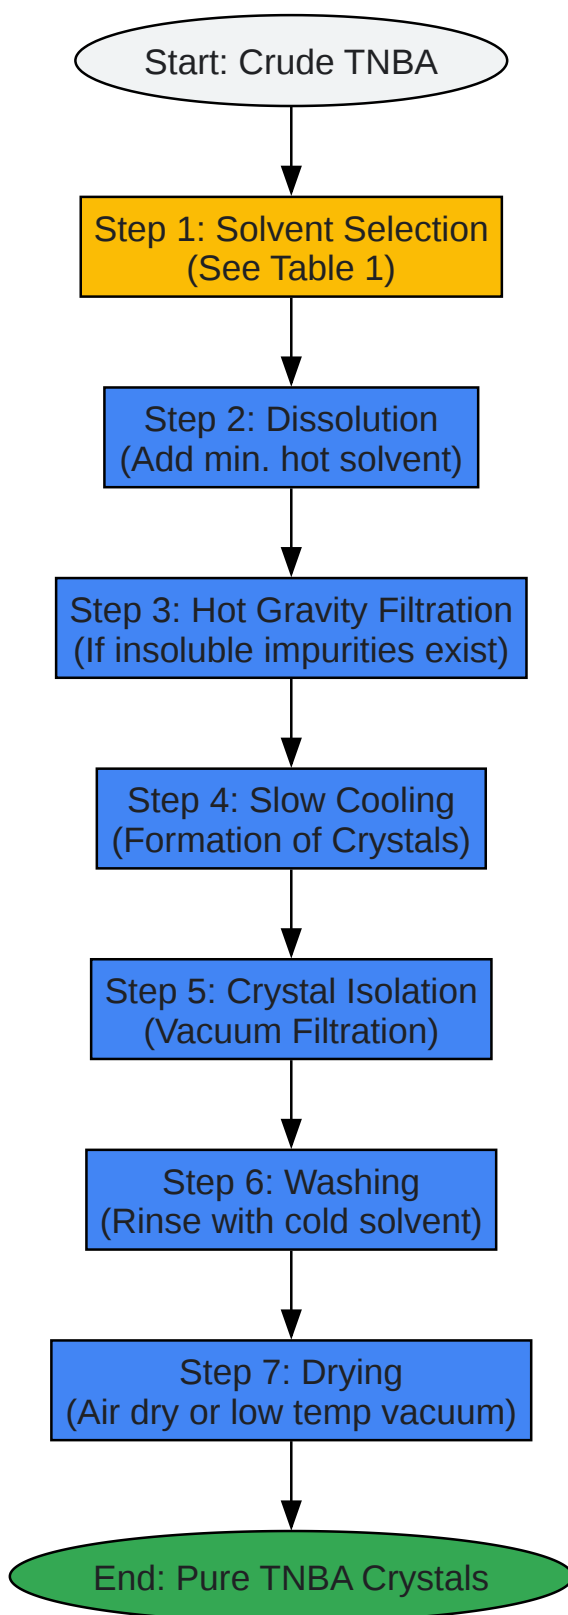 Start: Crude TNBA
Step 1: Solvent Selection
(See Table 1)
Step 2: Dissolution
(Add min. hot solvent)
Step 3: Hot Gravity Filtration
(If insoluble impurities exist)
Step 4: Slow Cooling
(Formation of Crystals)
Step 5: Crystal Isolation
(Vacuum Filtration)
Step 6: Washing
(Rinse with cold solvent)
Step 7: Drying
(Air dry or low temp vacuum)
End: Pure TNBA Crystals